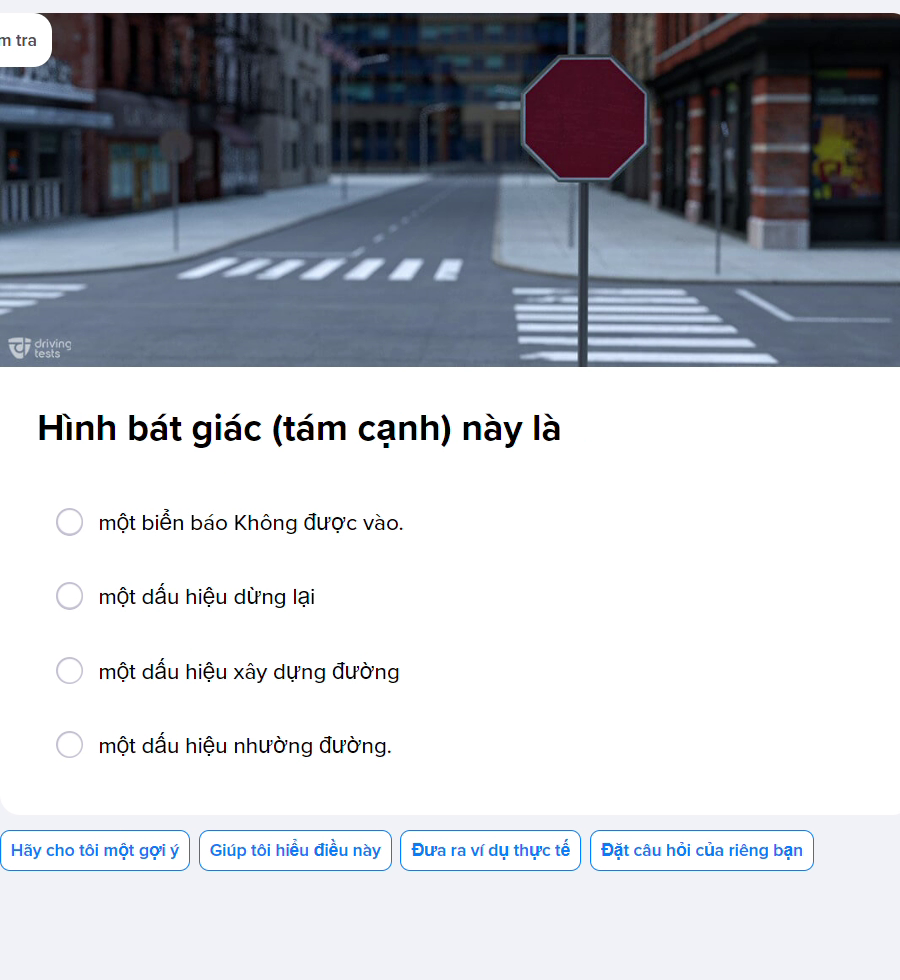 m tra
driving
tests
Hình bát giác (tám cạnh) này là
một biển báo Không được vào.
một dấu hiệu dừng lại
một dấu hiệu xây dựng đường
một dấu hiệu nhường đường.
Hãy cho tôi một gợi ý
Giúp tôi hiểu điều này
Đưa ra ví dụ thực tế
Đặt câu hỏi của riêng bạn